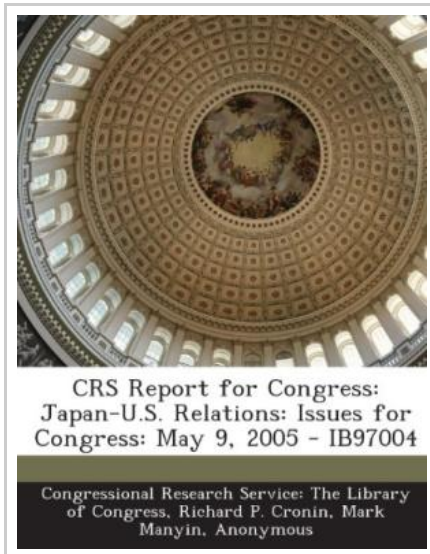 CRS Report for Congress:
Japan-U.S. Relations: Issues for
Congress: May 9, 2005 - IB97004
Congressional Research Service: The Library
of Congress, Richard P. Cronin, Mark
Manyin, Anonymous